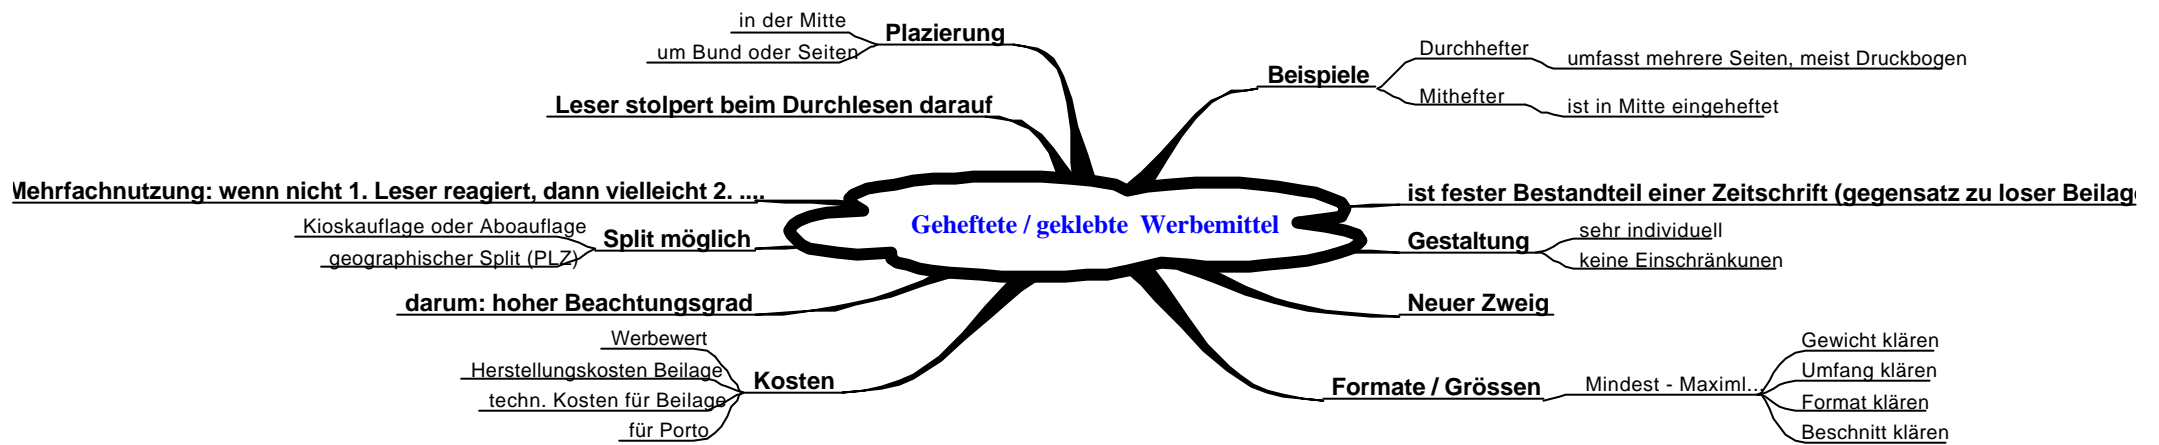 in der Mitte
um Bund oder Seiten
Plazierung
Leser stolpert beim Durchlesen darauf
Mehrfachnutzung: wenn nicht 1. Leser reagiert, dann vielleicht 2. ....
Kioskauflage oder Aboauflage
geographischer Split (PLZ)
Split möglich
darum: hoher Beachtungsgrad
Werbewert
Herstellungskosten Beilage
techn. Kosten für Beilage
für Porto
Kosten
Geheftete / geklebte Werbemittel
Beispiele
Durchhefter
umfasst mehrere Seiten, meist Druckbogen
Mithefter
ist in Mitte eingeheftet
ist fester Bestandteil einer Zeitschrift (gegensatz zu loser Beilage
Gestaltung
sehr individuell
keine Einschränkunen
Neuer Zweig
Formate / Grössen
Mindest - Maximl...
Gewicht klären
Umfang klären
Format klären
Beschnitt klären